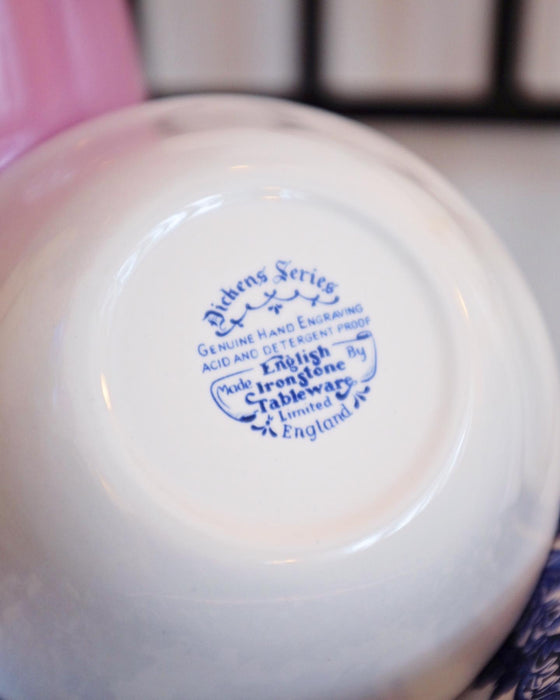 Dickens Series
GENUINE HAND ENGRAVING
ACID AND DETERGENT PROOF
Made English By
Ironstone
Tableware
Limited
England